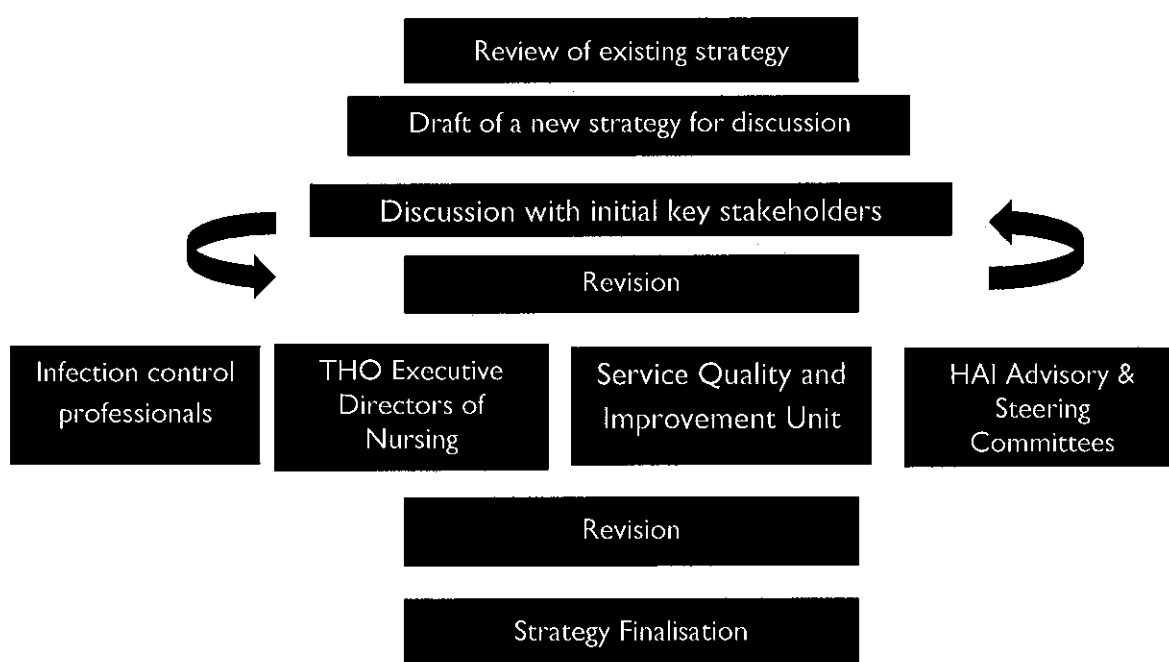 Review of existing strategy
Draft of a new strategy for discussion
Discussion with initial key stakeholders
Revision
Infection control
professionals
THO Executive
Directors of
Nursing
Service Quality and
Improvement Unit
HAI Advisory &
Steering
Committees
Revision
Strategy Finalisation